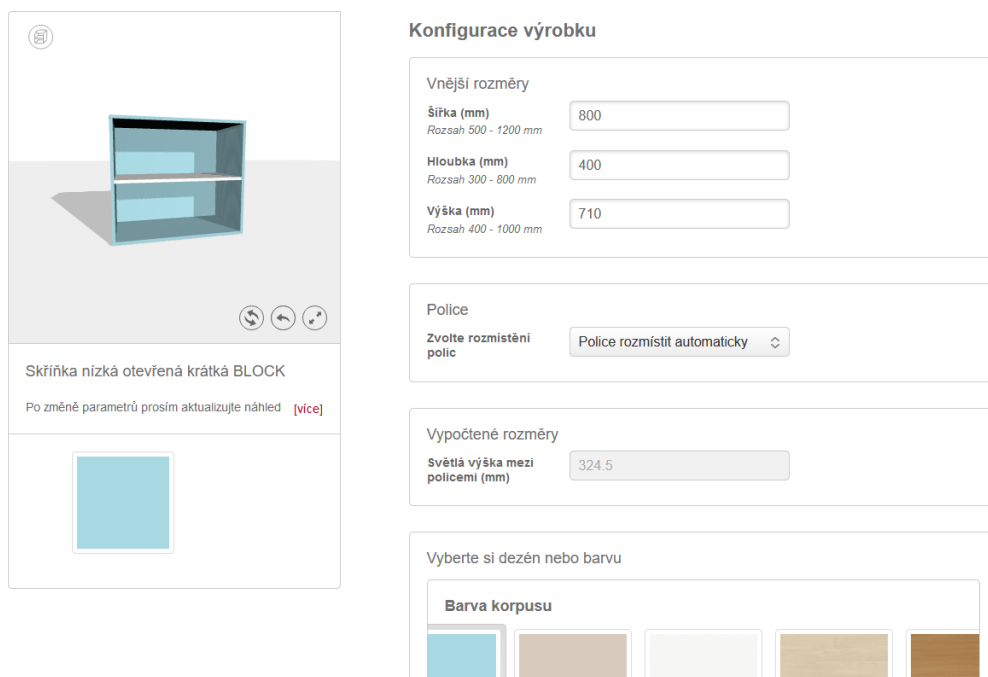 Konfigurace výrobku
Vnější rozměry
Šířka (mm)
Rozsah 500 - 1200 mm
800
Hloubka (mm)
Rozsah 300 - 800 mm
400
Výška (mm)
Rozsah 400 - 1000 mm
710
Police
Zvolte rozmístění
polic
Police rozmístit automaticky
Skříňka nízká otevřená krátká BLOCK
Po změně parametrů prosím aktualizujte náhled [více]
Vypočtené rozměry
Světlá výška mezi
policemi (mm)
324.5
Vyberte si dezén nebo barvu
Barva korpusu